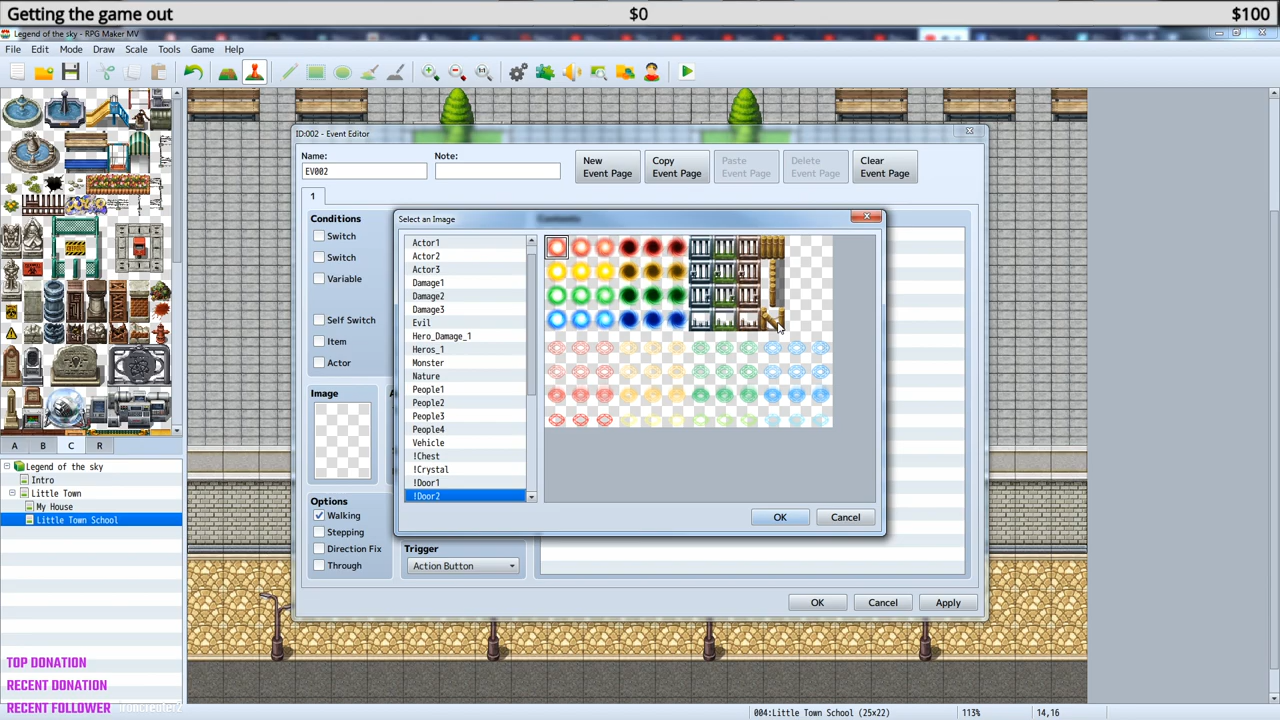 Getting the game out $0 $100
Legend of the sky - RPG Maker MV
File Edit Mode Draw Scale Tools Game Help
ID:002 - Event Editor
Name: Note:
EV002
New Event Page
Copy Event Page
Paste Event Page
Delete Event Page
Clear Event Page
1
Conditions
Contents
Switch
Switch
Variable
Self Switch
Item
Actor
Image
Options
Walking
Stepping
Direction Fix
Through
Trigger
Action Button
OK Cancel Apply
Select an Image
Actor1
Actor2
Actor3
Damage1
Damage2
Damage3
Evil
Hero_Damage_1
Heros_1
Monster
Nature
People1
People2
People3
People4
Vehicle
!Chest
!Crystal
!Door1
!Door2
OK Cancel
A B C R
Legend of the sky
Intro
Little Town
My House
Little Town School
TOP DONATION
RECENT DONATION
RECENT FOLLOWER
004:Little Town School (25x22) 113% 14,16